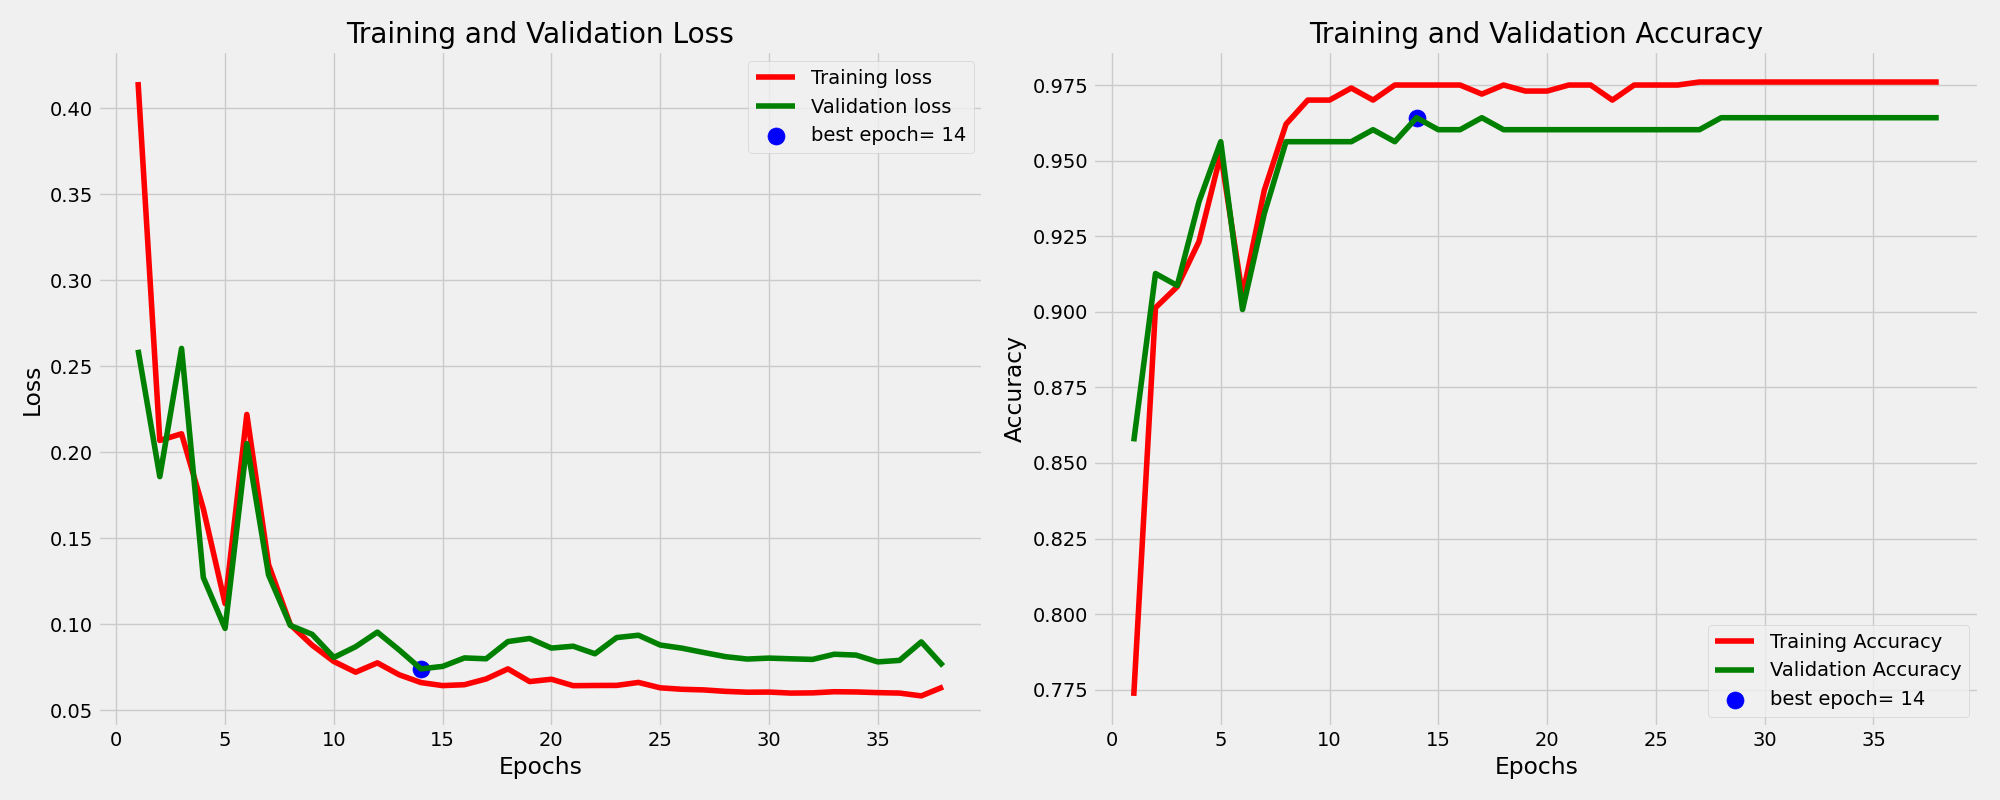 Training and Validation Loss
Training loss
Validation loss
best epoch= 14
0.40
0.35
0.30
0.25
0.20
0.15
0.10
0.05
Loss
0 5 10 15 20 25 30 35
Epochs
Training and Validation Accuracy
0.975
0.950
0.925
0.900
0.875
0.850
0.825
0.800
0.775
Accuracy
Training Accuracy
Validation Accuracy
best epoch= 14
0 5 10 15 20 25 30 35
Epochs